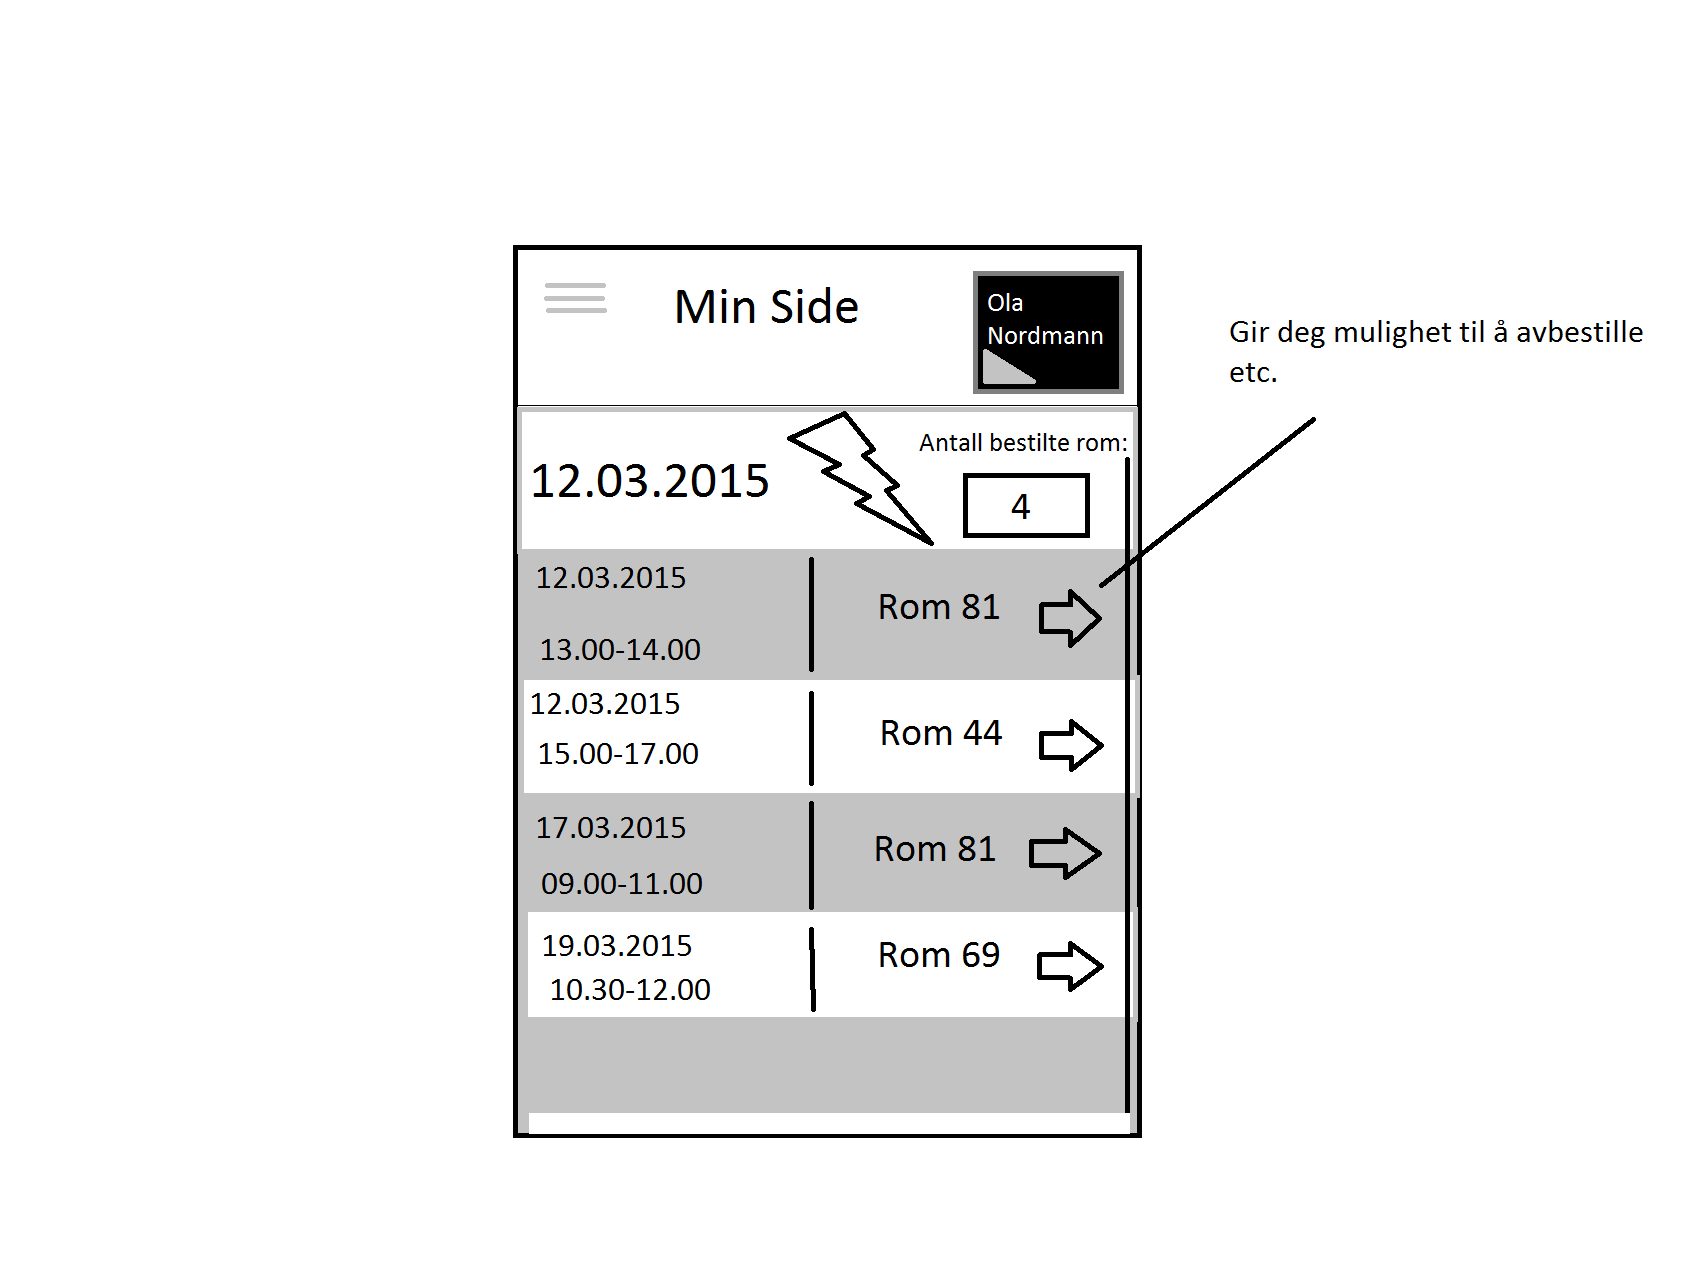 Min Side
Ola
Nordmann
Gir deg mulighet til å avbestille
etc.
12.03.2015
Antall bestilte rom:
4
12.03.2015
13.00-14.00
Rom 81
12.03.2015
15.00-17.00
Rom 44
17.03.2015
09.00-11.00
Rom 81
19.03.2015
10.30-12.00
Rom 69